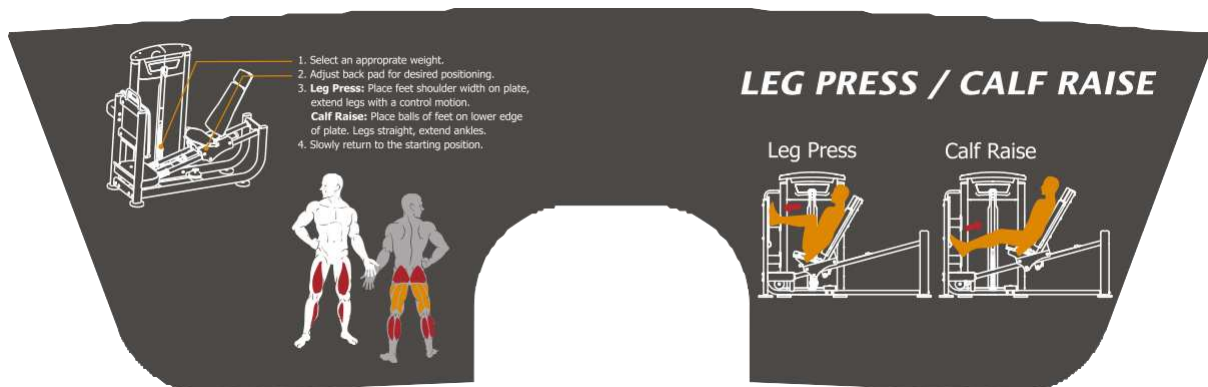 1. Select an approprate weight.
2. Adjust back pad for desired positioning.
3. Leg Press: Place feet shoulder width on plate,
extend legs with a control motion.
Calf Raise: Place balls of feet on lower edge
of plate. Legs straight, extend ankles.
4. Slowly return to the starting position.
LEG PRESS / CALF RAISE
Leg Press
Calf Raise